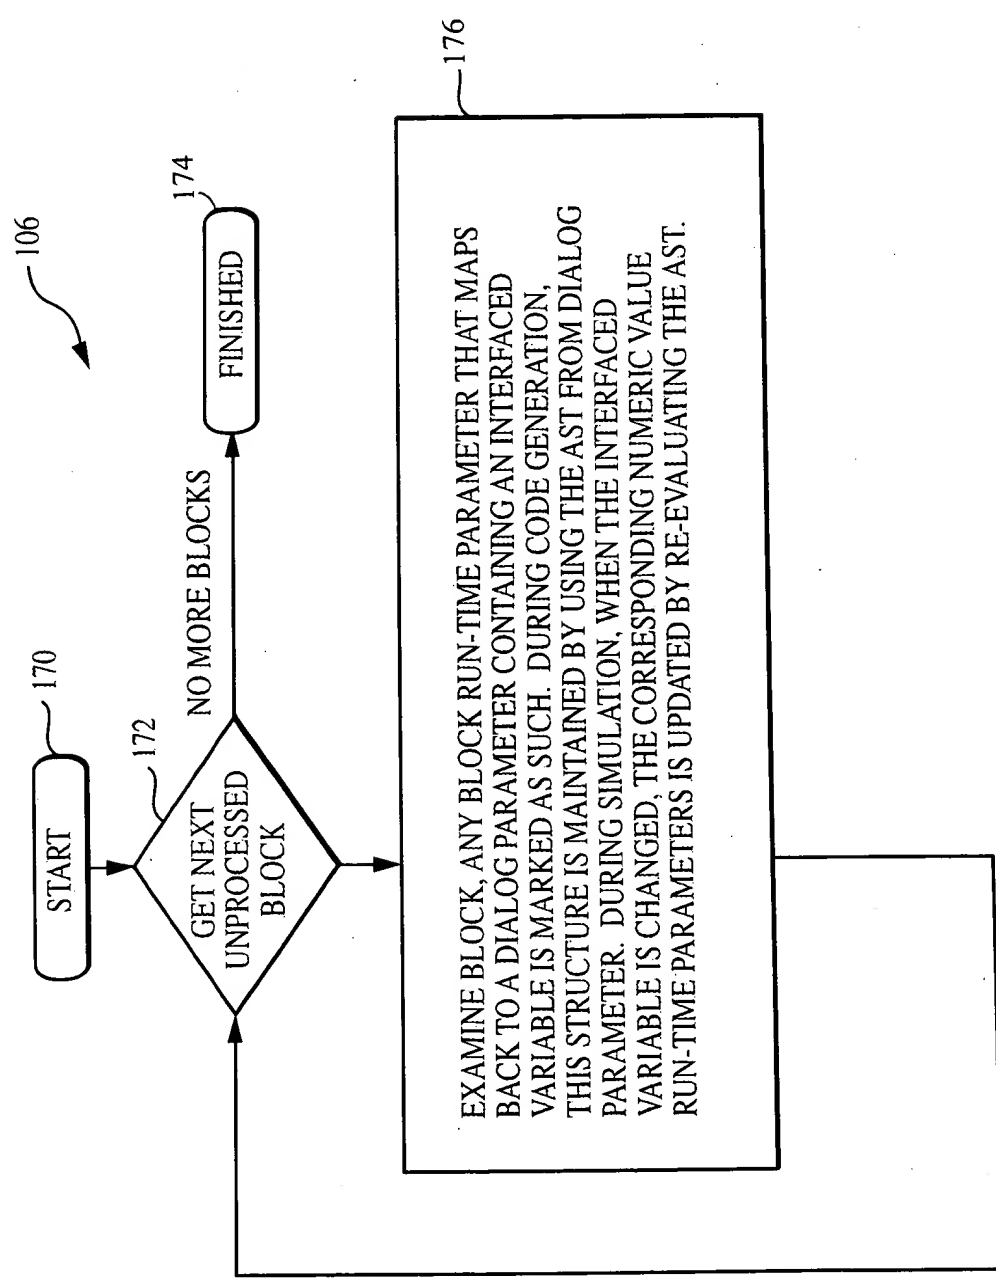 106
START
170
GET NEXT
UNPROCESSED
BLOCK
172
NO MORE BLOCKS
FINISHED
174
176
EXAMINE BLOCK, ANY BLOCK RUN-TIME PARAMETER THAT MAPS
BACK TO A DIALOG PARAMETER CONTAINING AN INTERFACED
VARIABLE IS MARKED AS SUCH. DURING CODE GENERATION,
THIS STRUCTURE IS MAINTAINED BY USING THE AST FROM DIALOG
PARAMETER. DURING SIMULATION, WHEN THE INTERFACED
VARIABLE IS CHANGED, THE CORRESPONDING NUMERIC VALUE
RUN-TIME PARAMETERS IS UPDATED BY RE-EVALUATING THE AST.